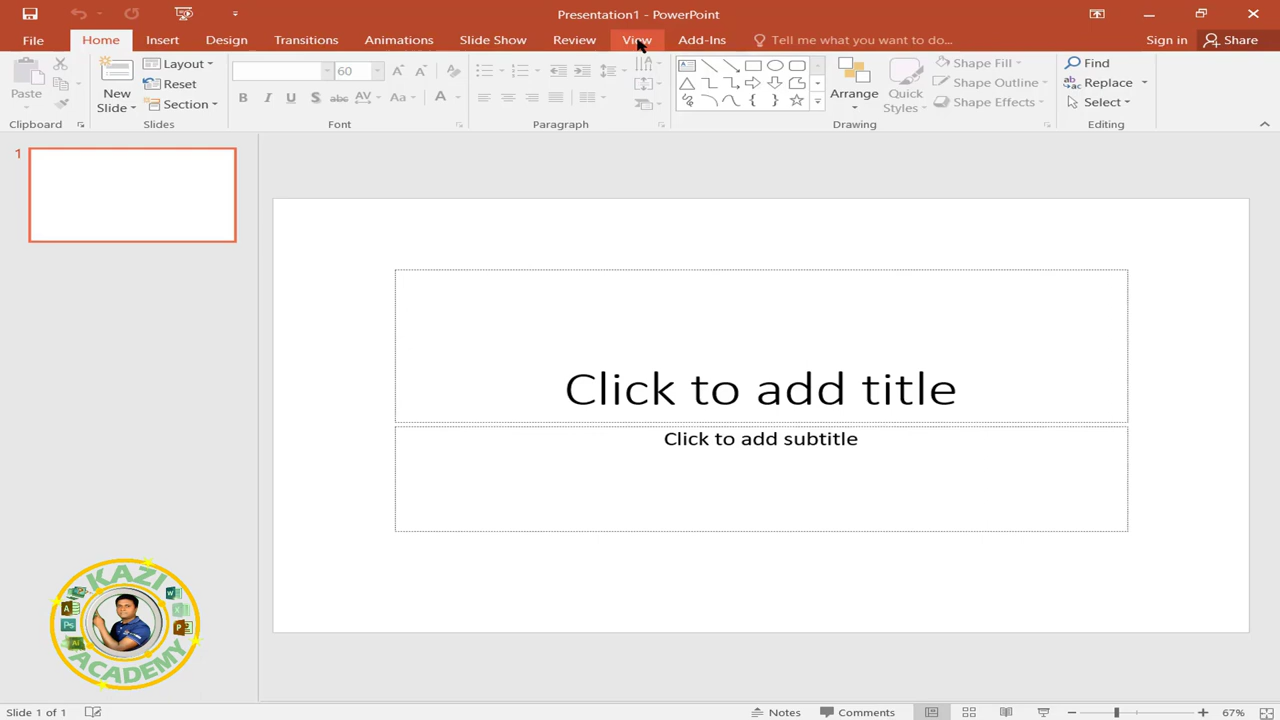 Presentation1 - PowerPoint
File Home Insert Design Transitions Animations Slide Show Review View Add-Ins Tell me what you want to do... Sign in Share
Paste
New Slide
Layout
Reset
Section
60
B I U S abc AV Aa A
Arrange
Quick Styles
Shape Fill
Shape Outline
Shape Effects
Find
Replace
Select
Clipboard Slides Font Paragraph Drawing Editing
1
Click to add title
Click to add subtitle
KAZI
ACADEMY
Slide 1 of 1 Notes Comments 67%